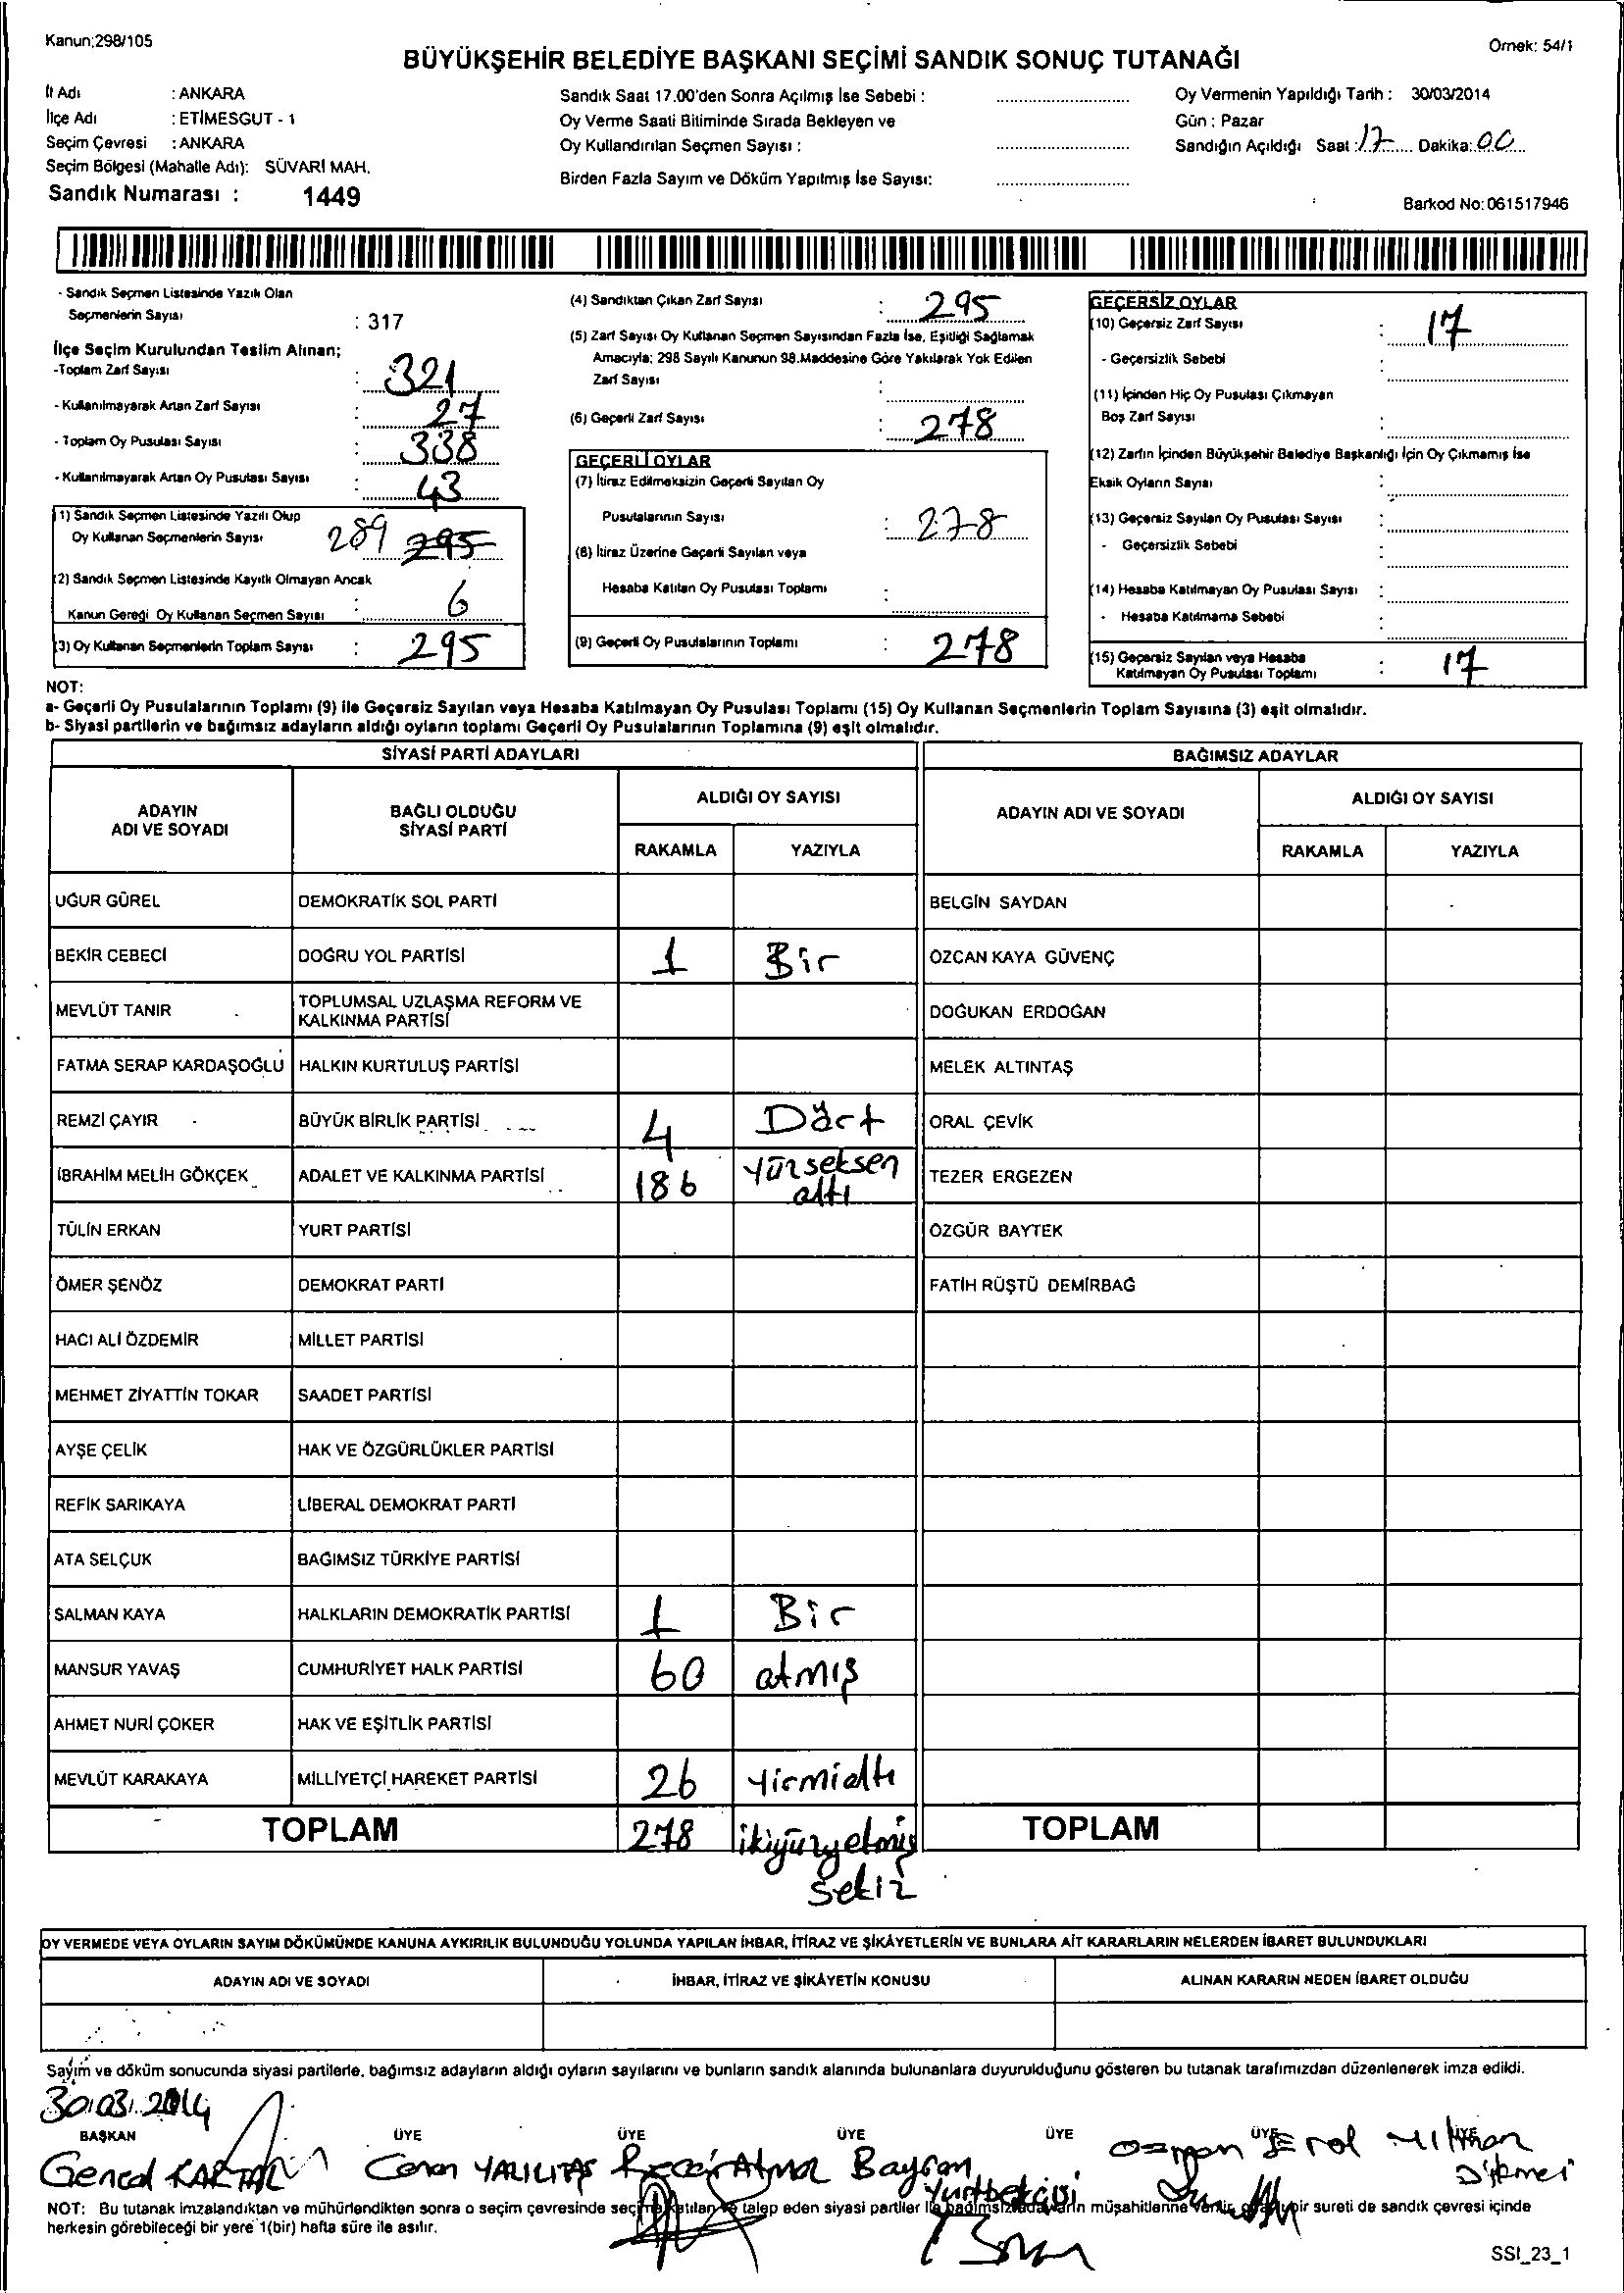 Kanun;298/105
Örnek: 54/1
BÜYÜKŞEHİR BELEDİYE BAŞKANI SEÇİMİ SANDIK SONUÇ TUTANAĞI
İl Adı : ANKARA
İlçe Adı : ETİMESGUT - 1
Seçim Çevresi : ANKARA
Seçim Bölgesi (Mahalle Adı): SÜVARİ MAH.
Sandık Numarası : 1449
Sandık Saat 17.00'den Sonra Açılmış İse Sebebi :
Oy Verme Saati Bitiminde Sırada Bekleyen ve
Oy Kullandırılan Seçmen Sayısı :
Birden Fazla Sayım ve Döküm Yapılmış İse Sayısı:
Oy Vermenin Yapıldığı Tarih : 30/03/2014
Gün : Pazar
Sandığın Açıldığı Saat : 17 Dakika: 00
Barkod No: 061517946
- Sandık Seçmen Listesinde Yazılı Olan
Seçmenlerin Sayısı : 317
İlçe Seçim Kurulundan Teslim Alınan;
-Toplam Zarf Sayısı : 321
- Kullanılmayarak Artan Zarf Sayısı : 27
- Toplam Oy Pusulası Sayısı : 338
- Kullanılmayarak Artan Oy Pusulası Sayısı : 43
1) Sandık Seçmen Listesinde Yazılı Olup
Oy Kullanan Seçmenlerin Sayısı 289 295
2) Sandık Seçmen Listesinde Kayıtlı Olmayan Ancak
Kanun Gereği Oy Kullanan Seçmen Sayısı : 6
(3) Oy Kullanan Seçmenlerin Toplam Sayısı : 295
(4) Sandıktan Çıkan Zarf Sayısı : 295
(5) Zarf Sayısı Oy Kullanan Seçmen Sayısından Fazla İse, Eşitliği Sağlamak
Amacıyla; 298 Sayılı Kanunun 98.Maddesine Göre Yakılarak Yok Edilen
Zarf Sayısı :
(6) Geçerli Zarf Sayısı : 278
GEÇERLİ OYLAR
(7) İtiraz Edilmeksizin Geçerli Sayılan Oy
Pusulalarının Sayısı : 278
(8) İtiraz Üzerine Geçerli Sayılan veya
Hesaba Katılan Oy Pusulası Toplamı :
(9) Geçerli Oy Pusulalarının Toplamı : 278
GEÇERSİZ OYLAR
(10) Geçersiz Zarf Sayısı : 17
- Geçersizlik Sebebi :
(11) İçinden Hiç Oy Pusulası Çıkmayan
Boş Zarf Sayısı :
(12) Zarfın İçinden Büyükşehir Belediye Başkanlığı İçin Oy Çıkmamış İse
Eksik Oyların Sayısı :
(13) Geçersiz Sayılan Oy Pusulası Sayısı :
- Geçersizlik Sebebi :
(14) Hesaba Katılmayan Oy Pusulası Sayısı :
- Hesaba Katılmama Sebebi :
(15) Geçersiz Sayılan veya Hesaba
Katılmayan Oy Pusulası Toplamı : 17
NOT:
a- Geçerli Oy Pusulalarının Toplamı (9) ile Geçersiz Sayılan veya Hesaba Katılmayan Oy Pusulası Toplamı (15) Oy Kullanan Seçmenlerin Toplam Sayısına (3) eşit olmalıdır.
b- Siyasi partilerin ve bağımsız adayların aldığı oyların toplamı Geçerli Oy Pusulalarının Toplamına (9) eşit olmalıdır.
SİYASİ PARTİ ADAYLARI BAĞIMSIZ ADAYLAR
ADAYIN ADI VE SOYADI BAĞLI OLDUĞU SİYASİ PARTİ ALDIĞI OY SAYISI ADAYIN ADI VE SOYADI ALDIĞI OY SAYISI
RAKAMLA YAZIYLA RAKAMLA YAZIYLA
UĞUR GÜREL DEMOKRATİK SOL PARTİ BELGİN SAYDAN
BEKİR CEBECİ DOĞRU YOL PARTİSİ 1 Bir ÖZCAN KAYA GÜVENÇ
MEVLÜT TANIR TOPLUMSAL UZLAŞMA REFORM VE KALKINMA PARTİSİ DOĞUKAN ERDOĞAN
FATMA SERAP KARDAŞOĞLU HALKIN KURTULUŞ PARTİSİ MELEK ALTINTAŞ
REMZİ ÇAYIR BÜYÜK BİRLİK PARTİSİ 4 Dört ORAL ÇEVİK
İBRAHİM MELİH GÖKÇEK ADALET VE KALKINMA PARTİSİ 186 yüzseksen altı TEZER ERGEZEN
TÜLİN ERKAN YURT PARTİSİ ÖZGÜR BAYTEK
ÖMER ŞENÖZ DEMOKRAT PARTİ FATİH RÜŞTÜ DEMİRBAĞ
HACI ALİ ÖZDEMİR MİLLET PARTİSİ
MEHMET ZİYATTİN TOKAR SAADET PARTİSİ
AYŞE ÇELİK HAK VE ÖZGÜRLÜKLER PARTİSİ
REFİK SARIKAYA LİBERAL DEMOKRAT PARTİ
ATA SELÇUK BAĞIMSIZ TÜRKİYE PARTİSİ
SALMAN KAYA HALKLARIN DEMOKRATİK PARTİSİ 1 Bir
MANSUR YAVAŞ CUMHURİYET HALK PARTİSİ 60 atmış
AHMET NURİ ÇOKER HAK VE EŞİTLİK PARTİSİ
MEVLÜT KARAKAYA MİLLİYETÇİ HAREKET PARTİSİ 26 Yirmialtı
TOPLAM 278 ikiyüzyetmiş sekiz TOPLAM
OY VERMEDE VEYA OYLARIN SAYIM DÖKÜMÜNDE KANUNA AYKIRILIK BULUNDUĞU YOLUNDA YAPILAN İHBAR, İTİRAZ VE ŞİKÂYETLERİN VE BUNLARA AİT KARARLARIN NELERDEN İBARET BULUNDUKLARI
ADAYIN ADI VE SOYADI İHBAR, İTİRAZ VE ŞİKÂYETİN KONUSU ALINAN KARARIN NEDEN İBARET OLDUĞU
Sayım ve döküm sonucunda siyasi partilerle, bağımsız adayların aldığı oyların sayılarını ve bunların sandık alanında bulunanlara duyurulduğunu gösteren bu tutanak tarafımızdan düzenlenerek imza edildi.
30.03.2014
BAŞKAN ÜYE ÜYE ÜYE ÜYE ÜYE ÜYE
Osman Erol
Bayram Yurtbekçisi
Dikmeci
NOT: Bu tutanak imzalandıktan ve mühürlendikten sonra o seçim çevresinde seçime katılan ve talep eden siyasi partiler ile bağımsız adayların müşahitlerine verilir, bir sureti de sandık çevresi içinde
herkesin görebileceği bir yere 1(bir) hafta süre ile asılır.
SSI_23_1